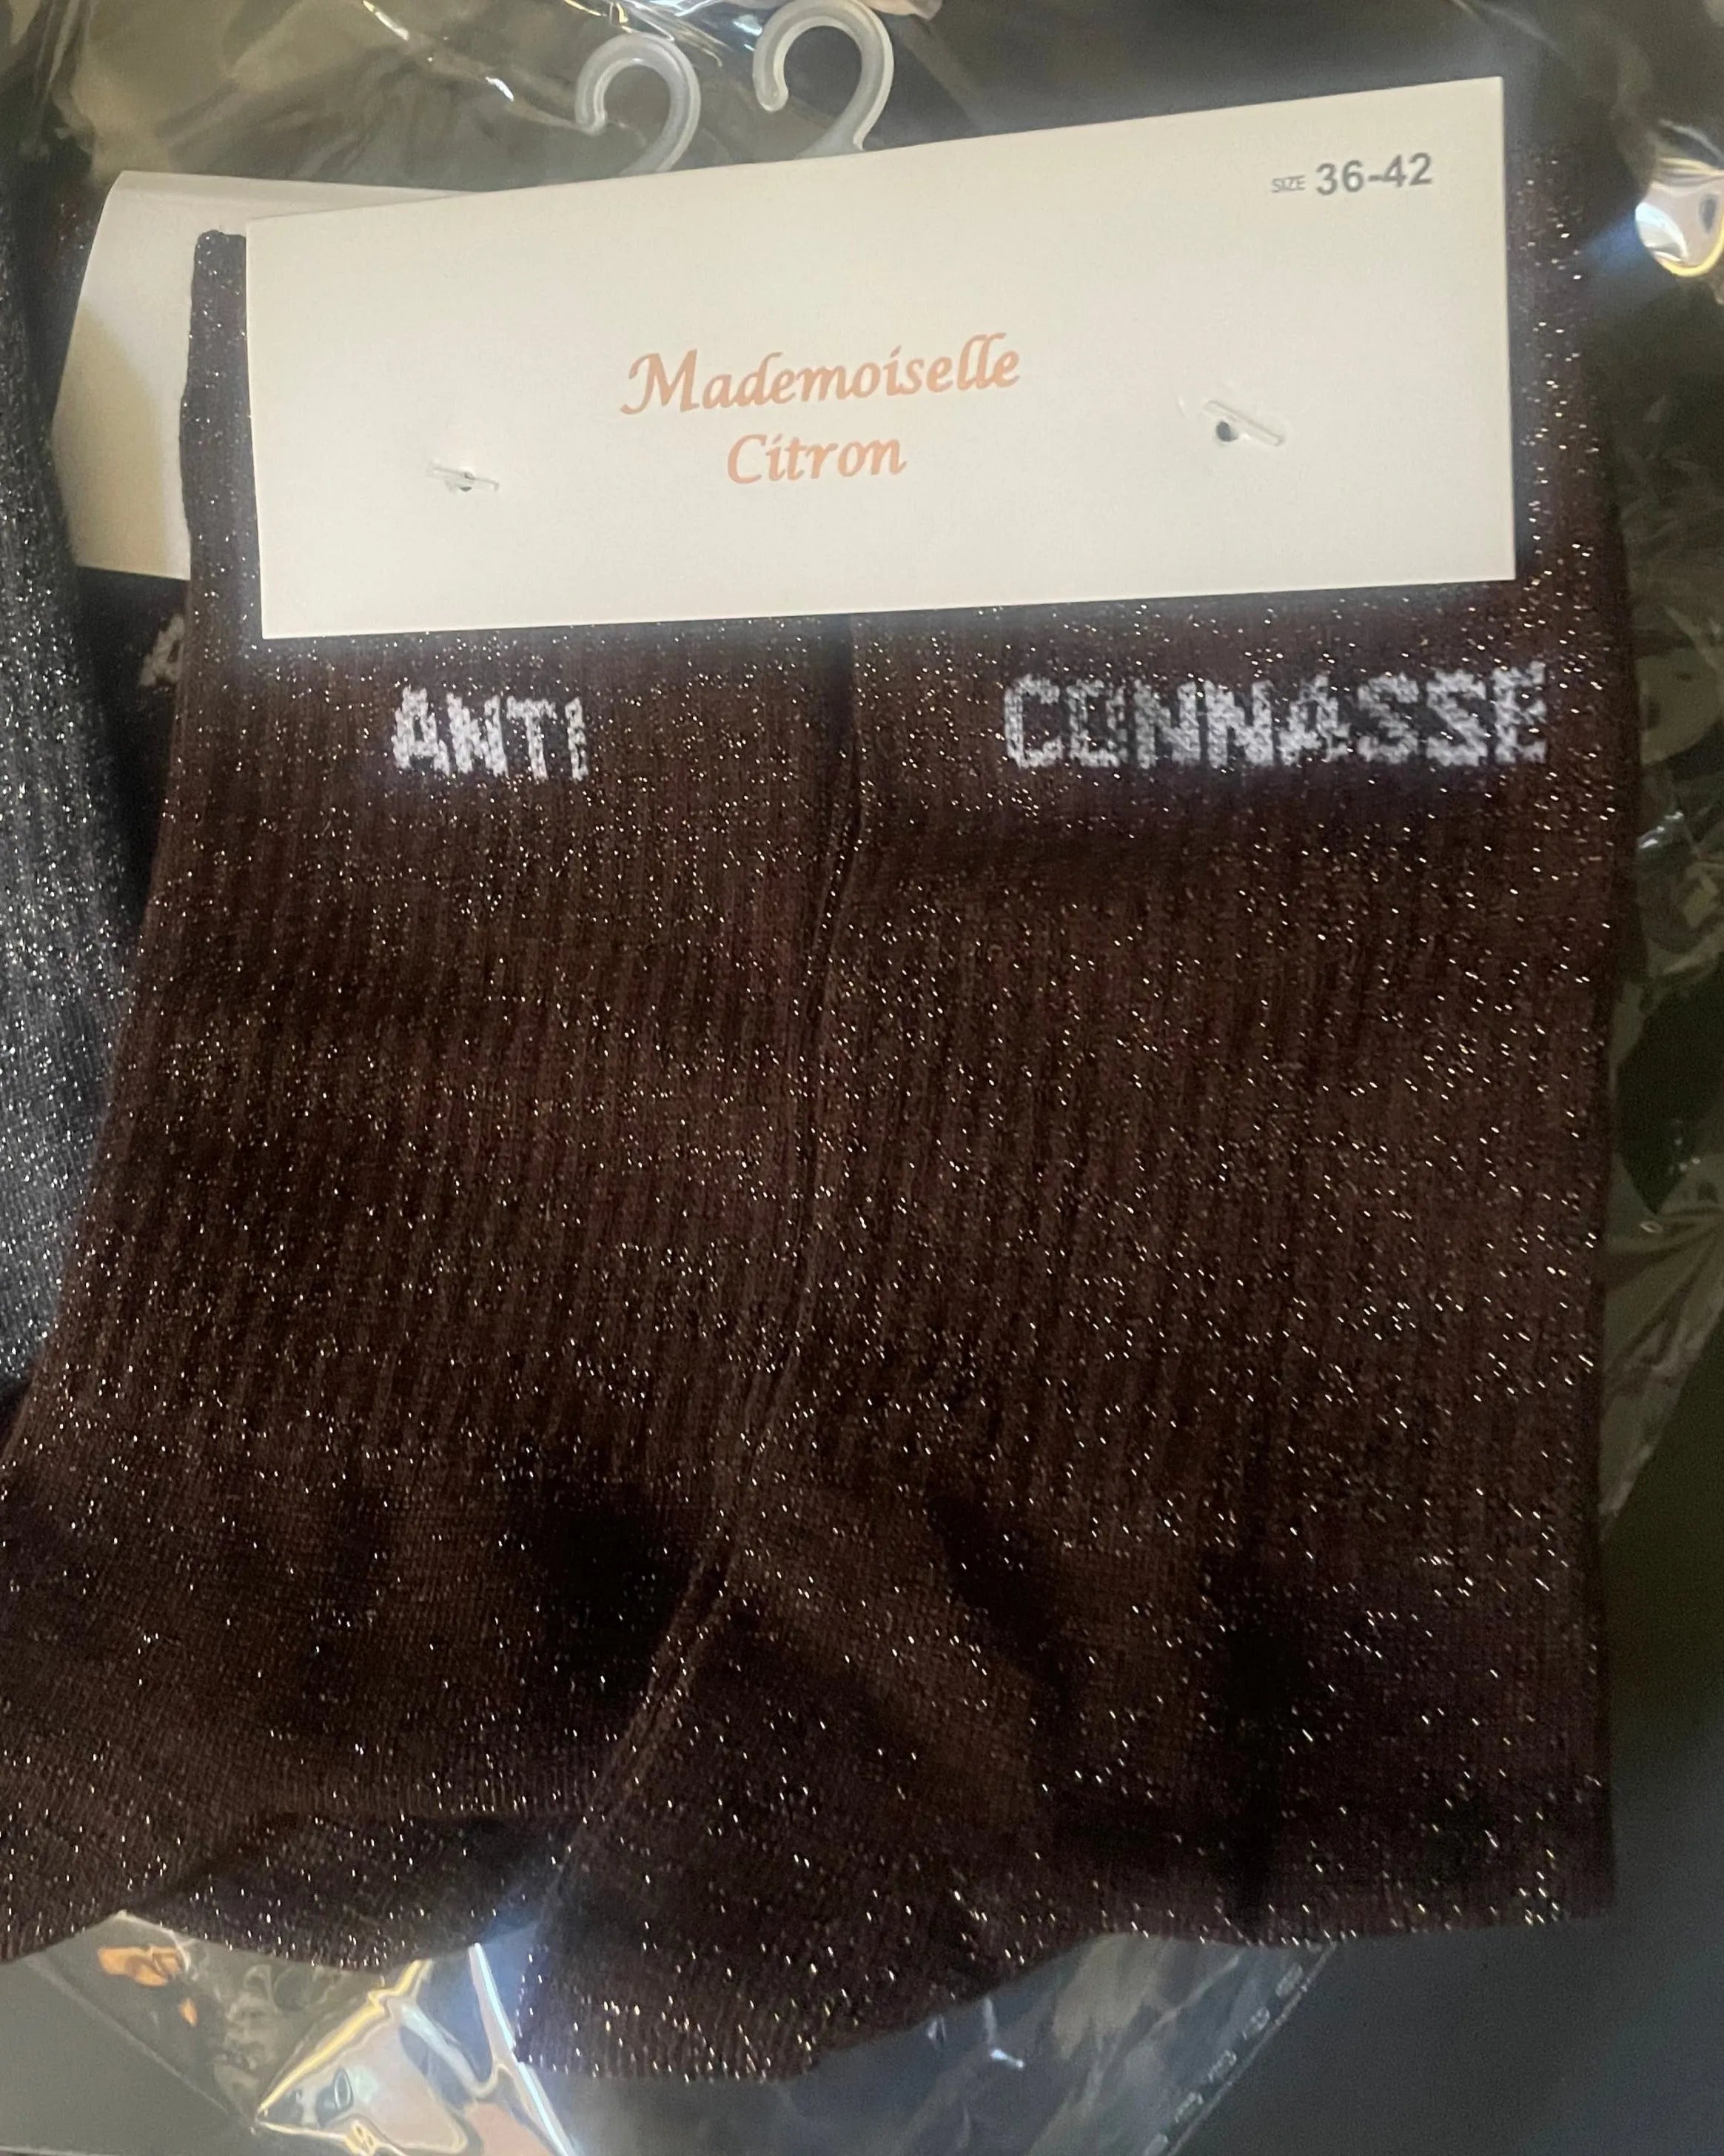 SIZE 36-42
Mademoiselle
Citron
ANTI CONNASSE